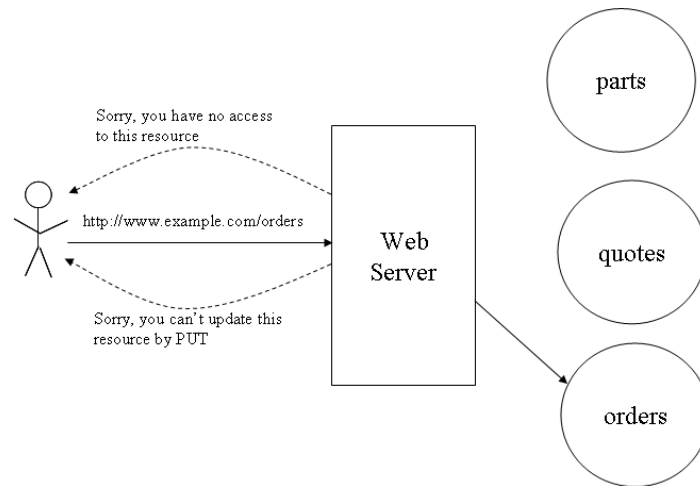 parts
Sorry, you have no access
to this resource
http://www.example.com/orders
Web
Server
quotes
Sorry, you can't update this
resource by PUT
orders